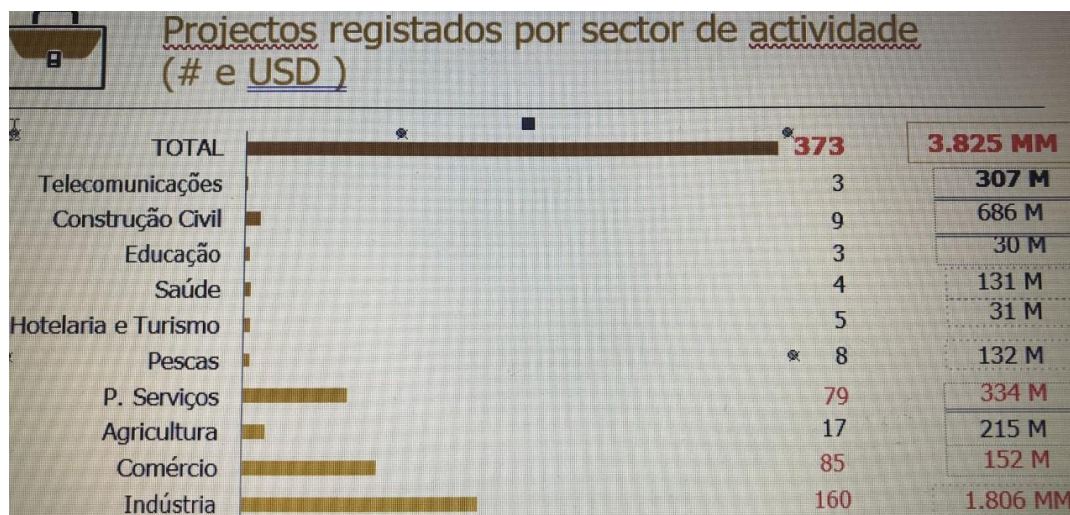 Projectos registados por sector de actividade
(# e USD )
TOTAL 373 3.825 MM
Telecomunicações 3 307 M
Construção Civil 9 686 M
Educação 3 30 M
Saúde 4 131 M
Hotelaria e Turismo 5 31 M
Pescas 8 132 M
P. Serviços 79 334 M
Agricultura 17 215 M
Comércio 85 152 M
Indústria 160 1.806 MM